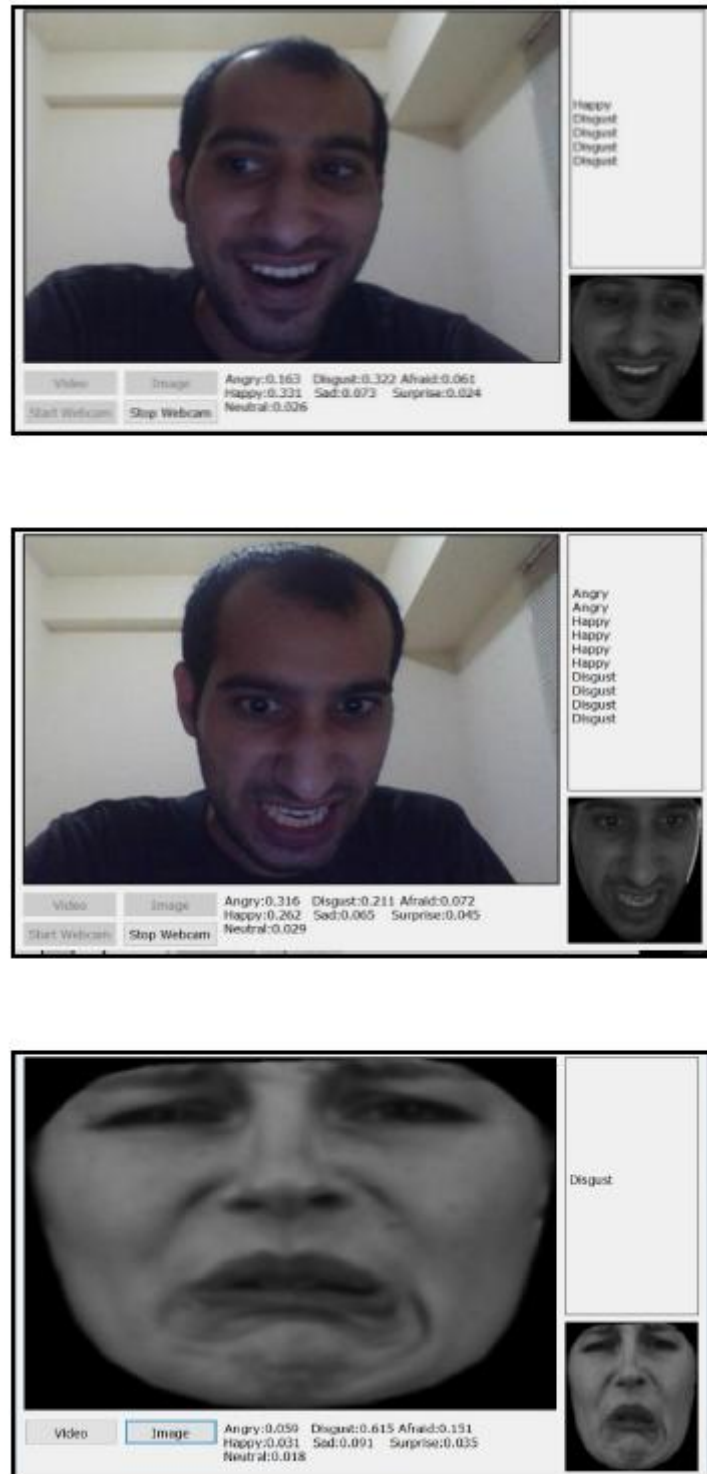 Happy
Disgust
Disgust
Disgust
Disgust
Video Image
Start Webcam Stop Webcam
Angry:0.163 Disgust:0.322 Afraid:0.061
Happy:0.331 Sad:0.073 Surprise:0.024
Neutral:0.026
Angry
Angry
Happy
Happy
Happy
Happy
Disgust
Disgust
Disgust
Disgust
Video Image
Start Webcam Stop Webcam
Angry:0.316 Disgust:0.211 Afraid:0.072
Happy:0.262 Sad:0.065 Surprise:0.045
Neutral:0.029
Disgust
Video Image
Angry:0.059 Disgust:0.615 Afraid:0.151
Happy:0.031 Sad:0.091 Surprise:0.035
Neutral:0.018